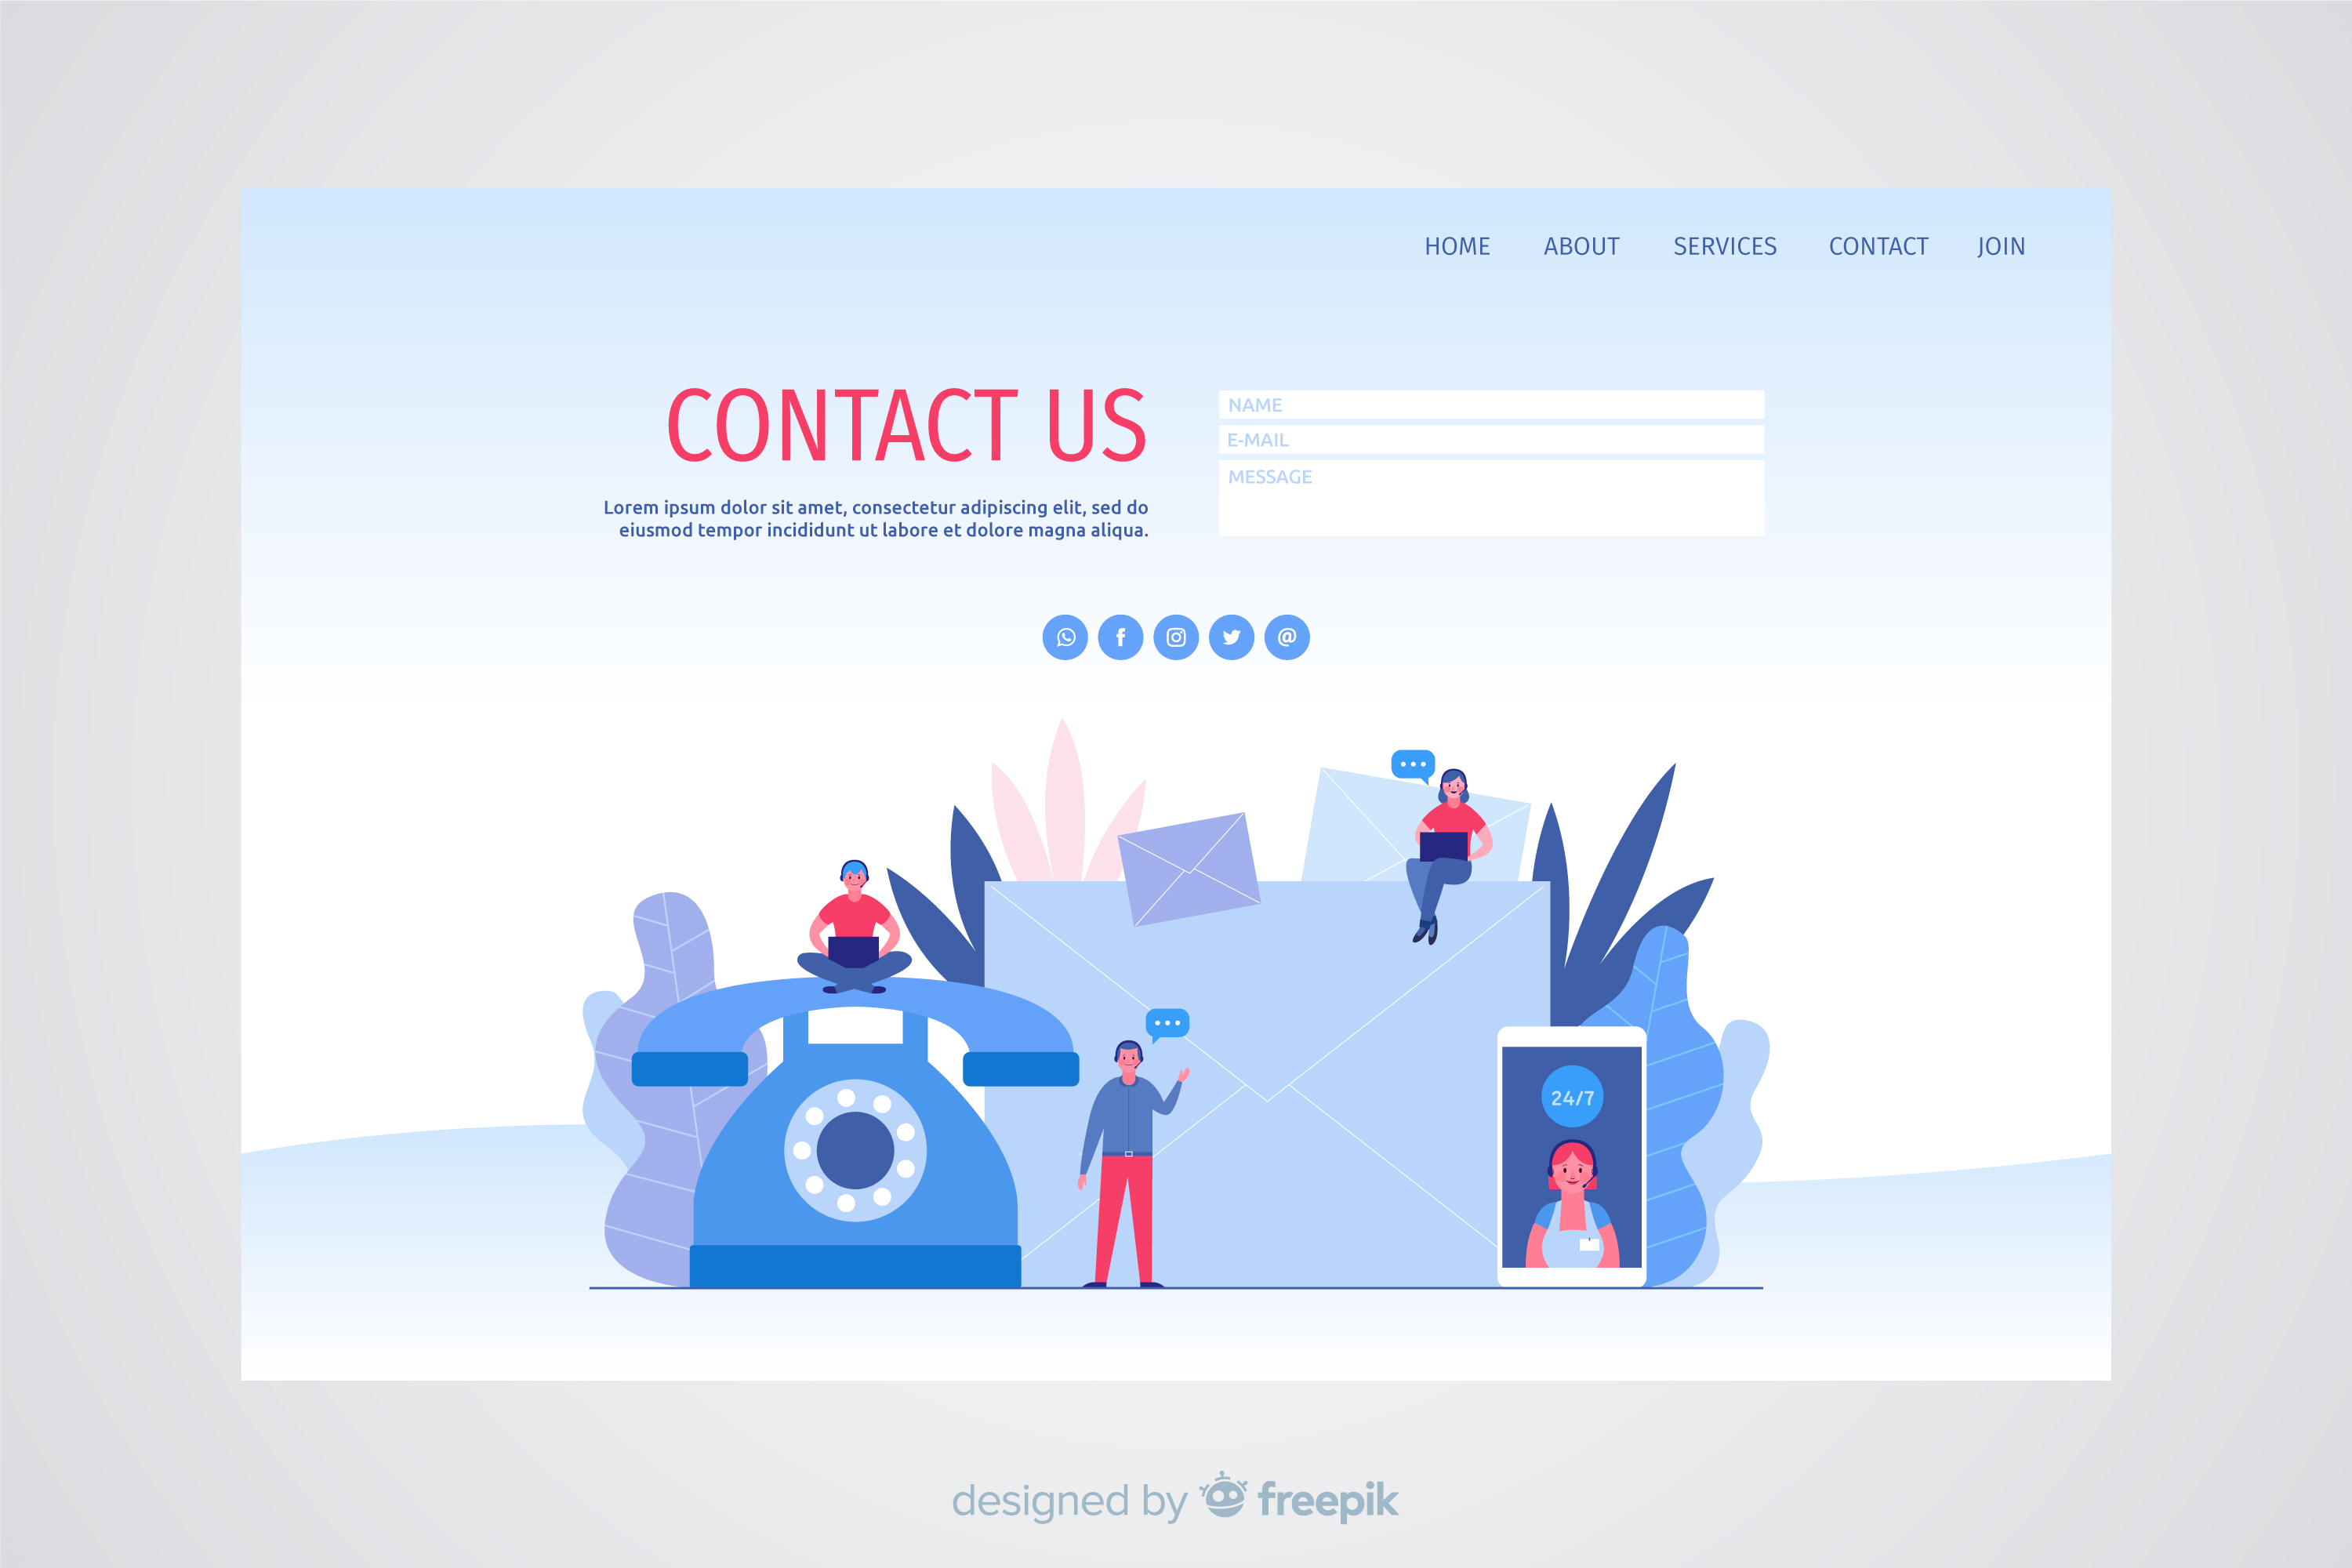 HOME ABOUT SERVICES CONTACT JOIN
CONTACT US
Lorem ipsum dolor sit amet, consectetur adipiscing elit, sed do
eiusmod tempor incididunt ut labore et dolore magna aliqua.
NAME
E-MAIL
MESSAGE
24/7
designed by freepik